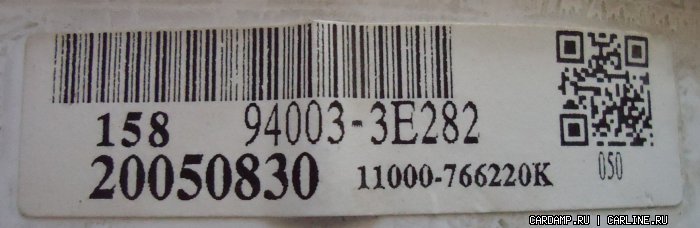 158 94003-3E282
20050830 11000-766220K
050
CARDAMP.RU | CARLINE.RU